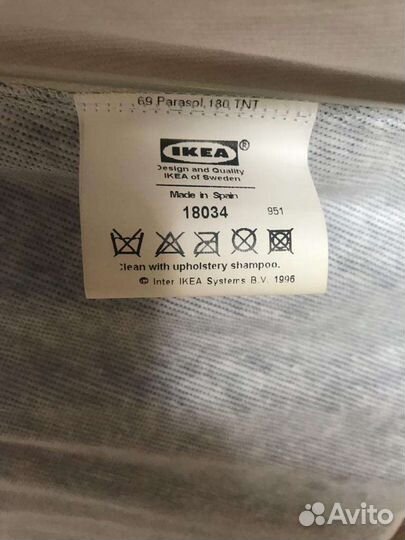 69 Parasol 180 TNT
IKEA®
Design and Quality
IKEA of Sweden
Made in Spain
18034 951
Clean with upholstery shampoo.
© Inter IKEA Systems B.V. 1996
Avito